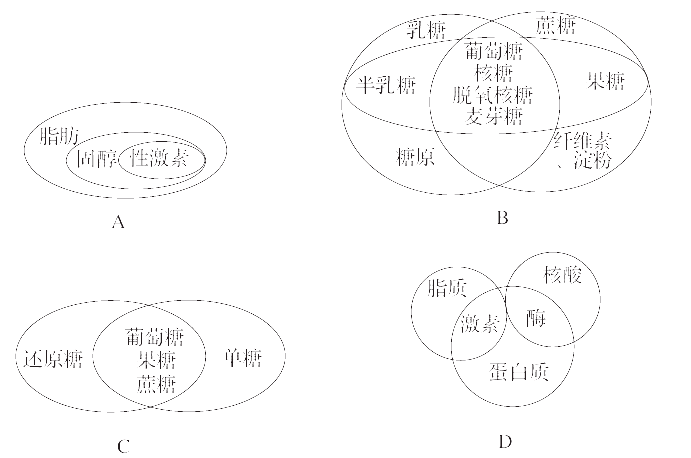 脂肪
固醇
性激素
A
乳糖
蔗糖
葡萄糖
核糖
脱氧核糖
麦芽糖
半乳糖
果糖
糖原
纤维素
、淀粉
B
还原糖
葡萄糖
果糖
蔗糖
单糖
C
脂质
核酸
激素
酶
蛋白质
D